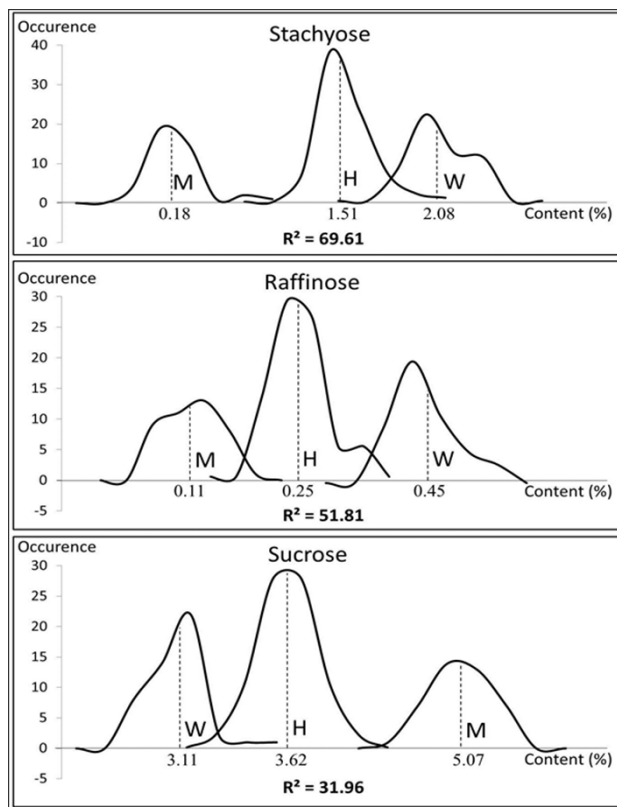 Occurence
Stachyose
40
30
20
10
0
-10
M
H
W
0.18
1.51
2.08
Content (%)
R² = 69.61
Occurence
Raffinose
30
25
20
15
10
5
0
-5
M
H
W
0.11
0.25
0.45
Content (%)
R² = 51.81
Occurence
Sucrose
30
25
20
15
10
5
0
-5
W
H
M
3.11
3.62
5.07
Content (%)
R² = 31.96